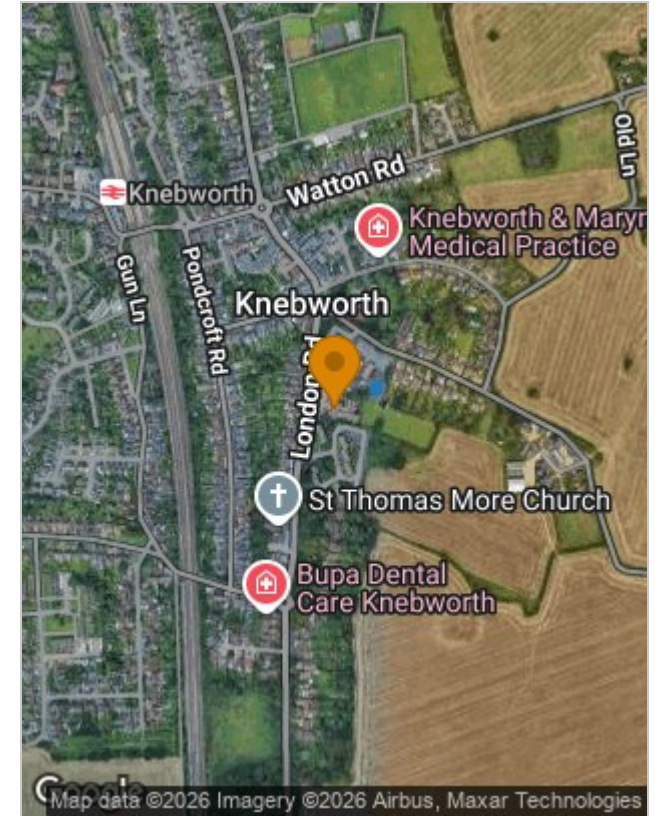 Old Ln
Watton Rd
Knebworth
Knebworth & Maryn
Medical Practice
Gun Ln
Pondcroft Rd
Knebworth
London Rd
St Thomas More Church
Bupa Dental
Care Knebworth
Google
Map data ©2026 Imagery ©2026 Airbus, Maxar Technologies